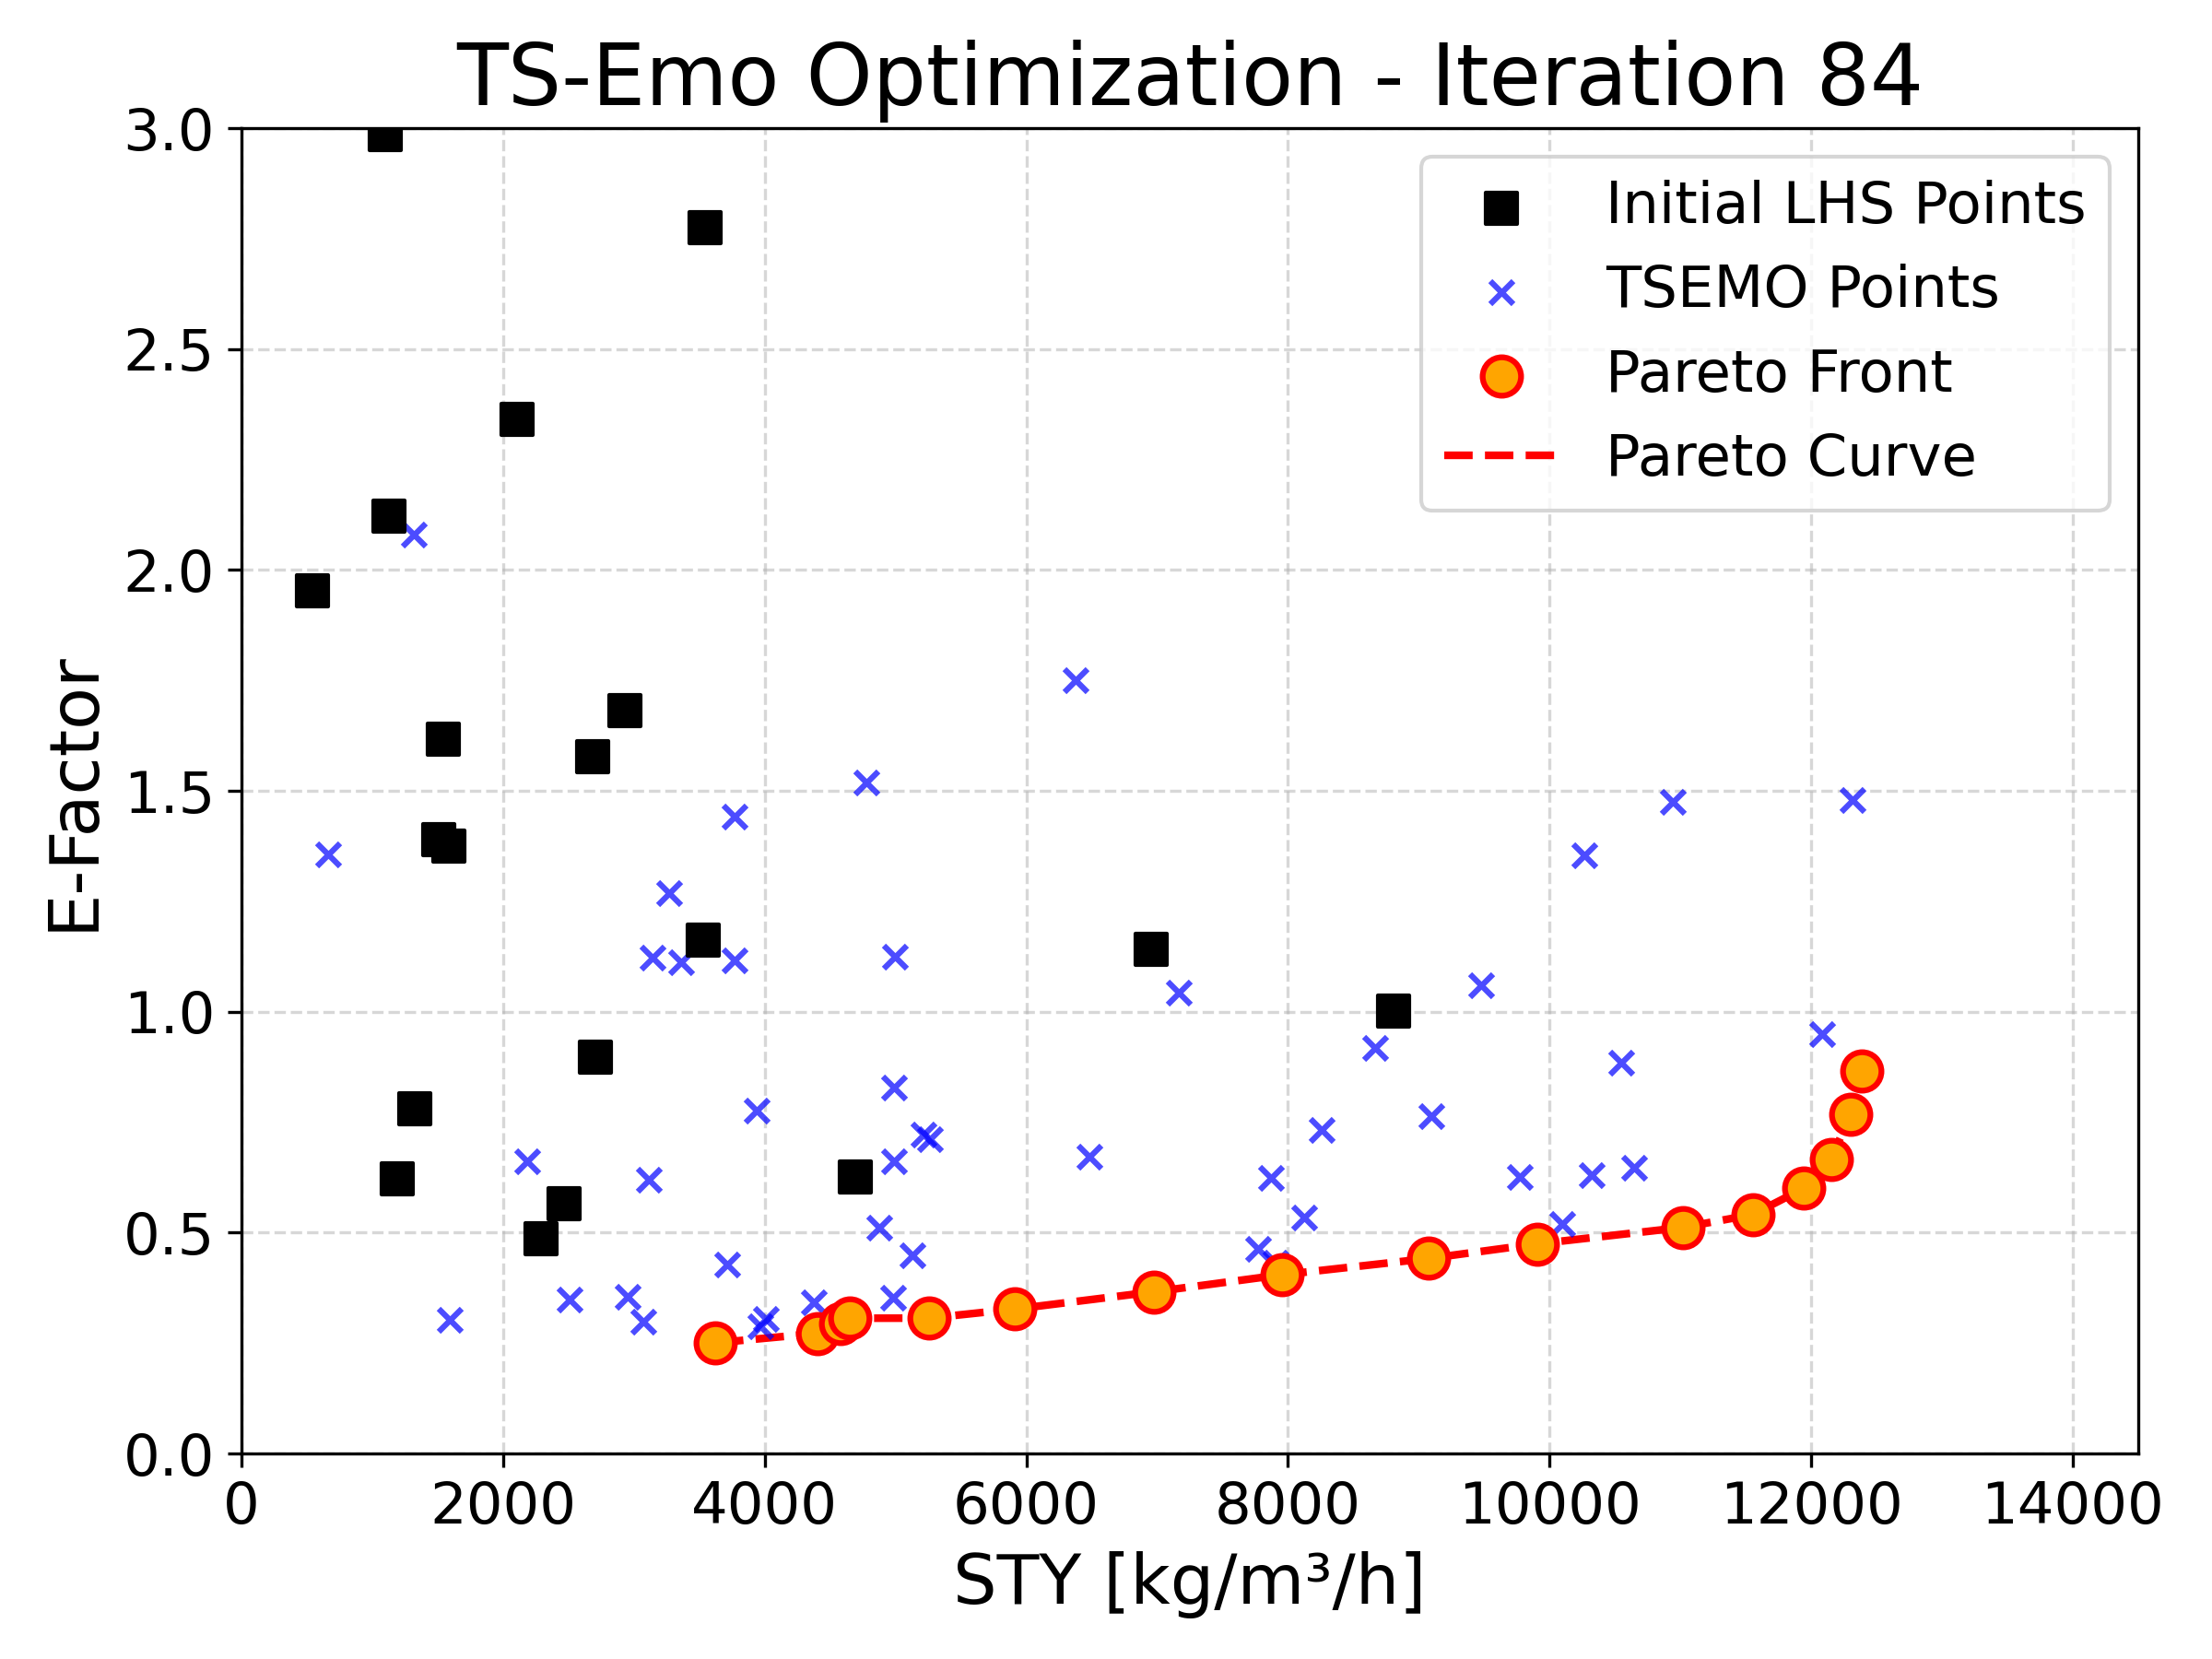 TS-Emo Optimization - Iteration 84
3.0
2.5
2.0
1.5
1.0
0.5
0.0
E-Factor
Initial LHS Points
TSEMO Points
Pareto Front
Pareto Curve
0 2000 4000 6000 8000 10000 12000 14000
STY [kg/m³/h]